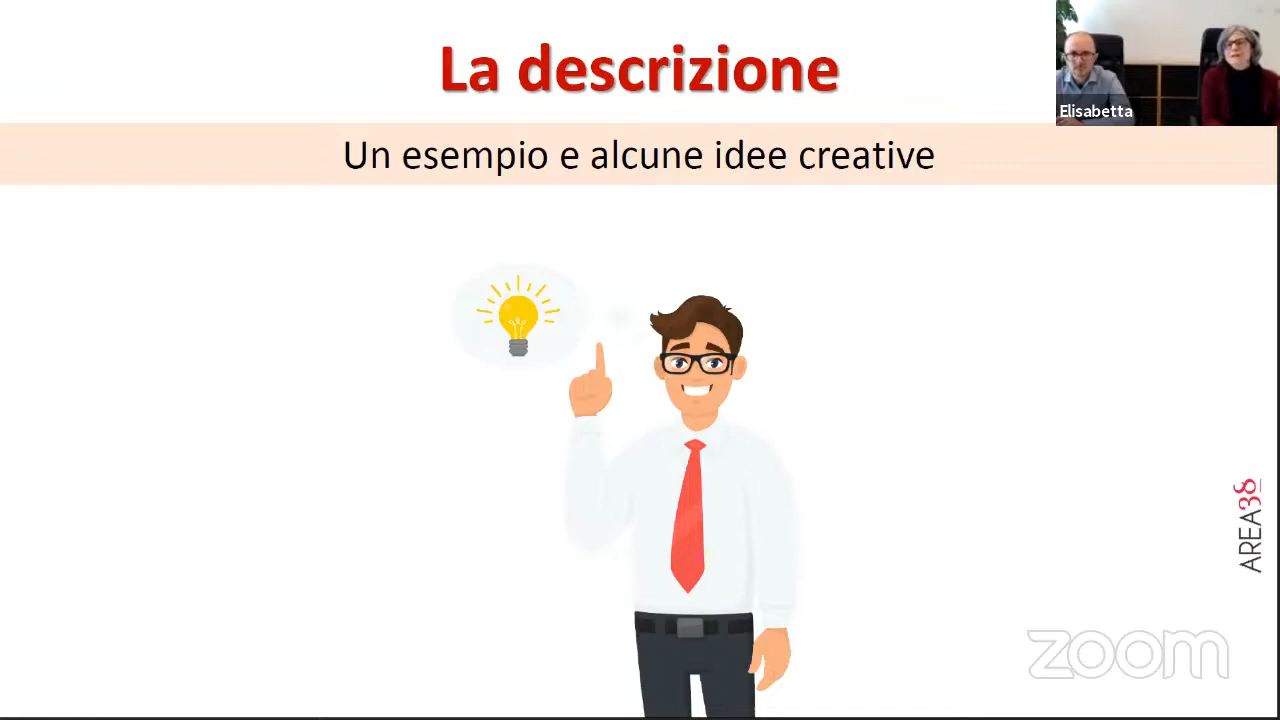 La descrizione
Elisabetta
Un esempio e alcune idee creative
AREA38
zoom